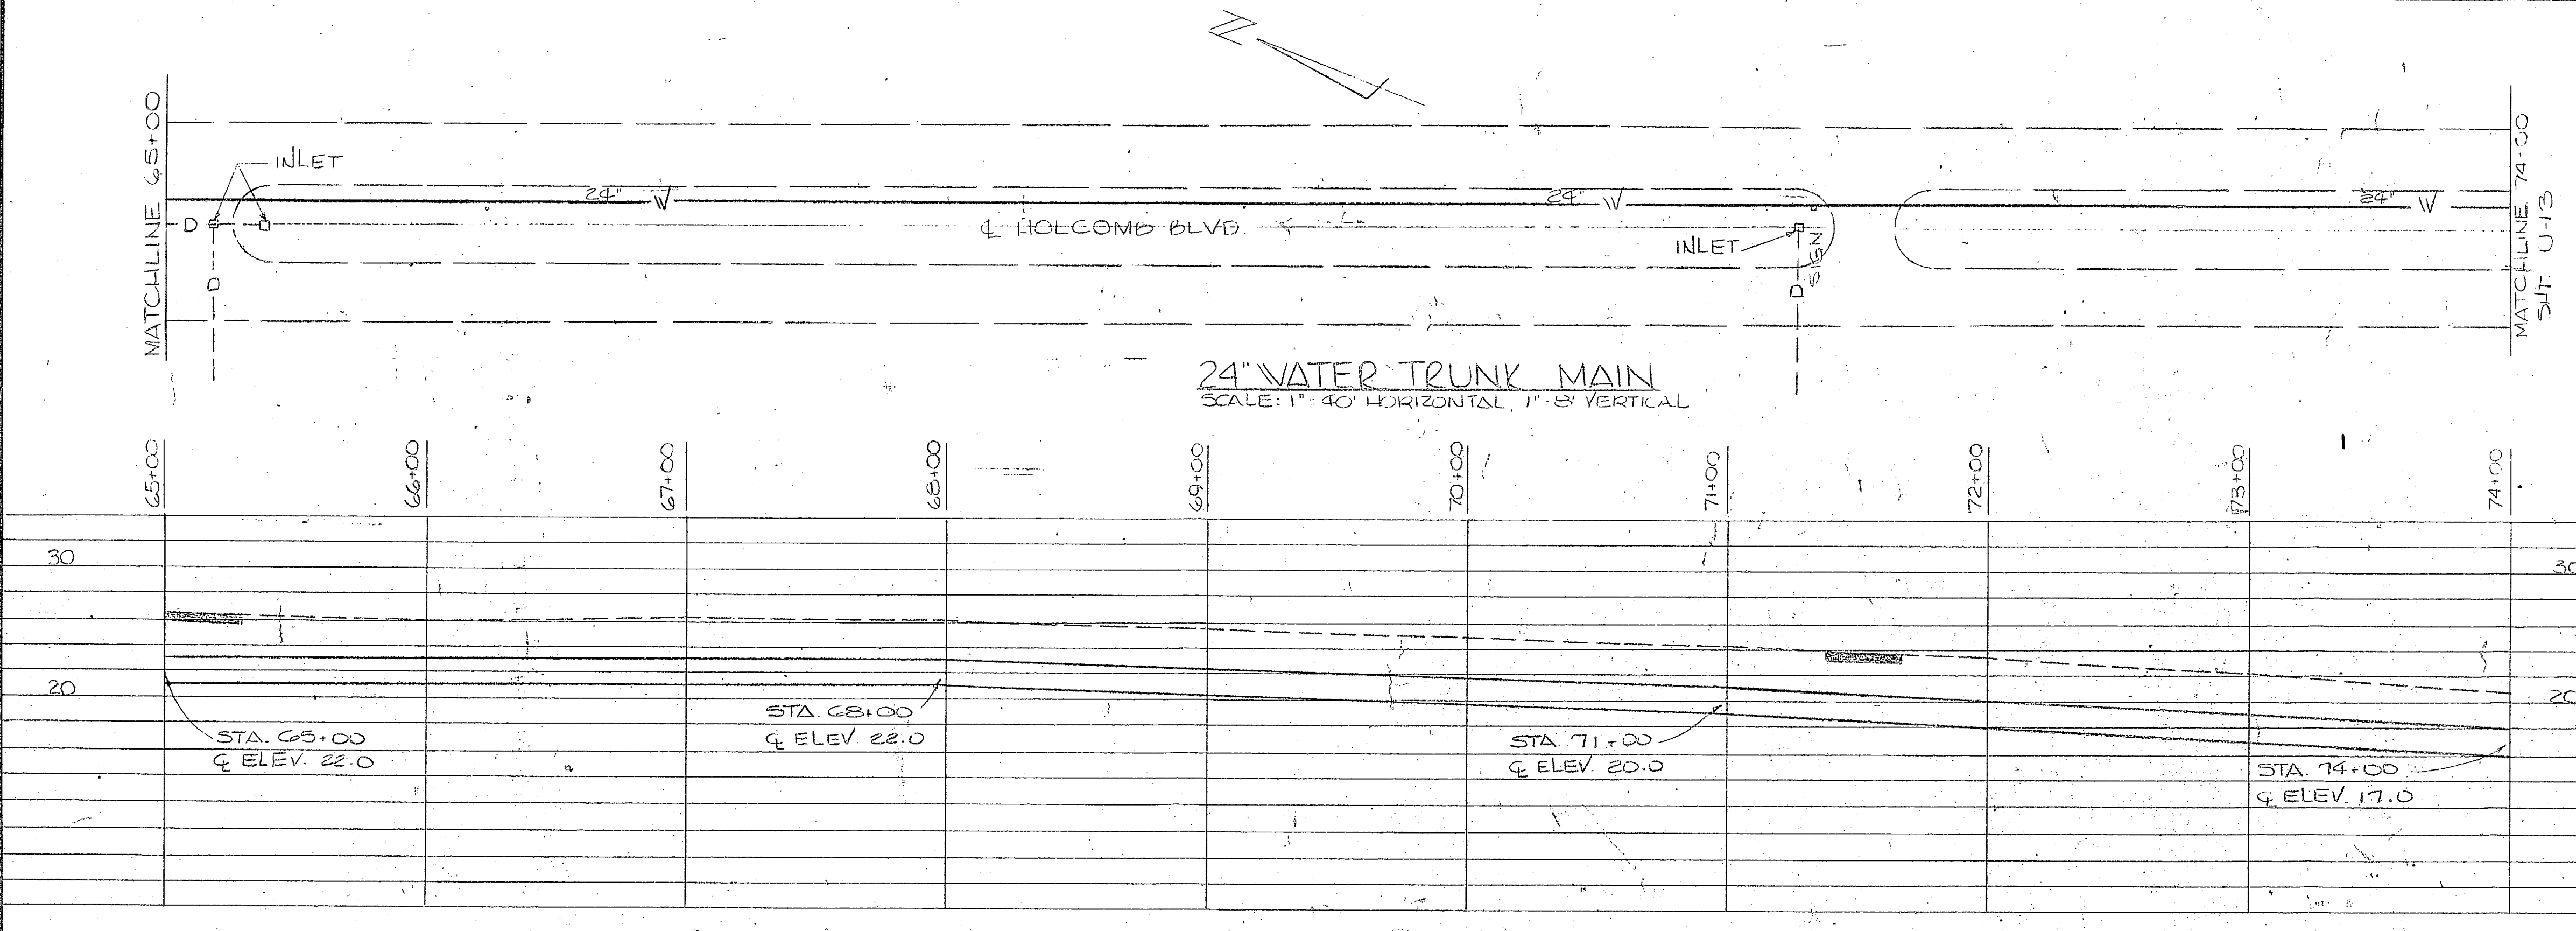 N
MATCHLINE 65+00
INLET
24" W
24" W
24" W
D
℄ HOLCOMB BLVD.
INLET
SIGN
D
D
MATCHLINE 74+00
SHT. U-13
24" WATER TRUNK MAIN
SCALE: 1"=40' HORIZONTAL, 1"=8' VERTICAL
65+00
66+00
67+00
68+00
69+00
70+00
71+00
72+00
73+00
74+00
30
30
20
20
STA. 65+00
℄ ELEV. 22.0
STA. 68+00
℄ ELEV. 22.0
STA. 71+00
℄ ELEV. 20.0
STA. 74+00
℄ ELEV. 17.0